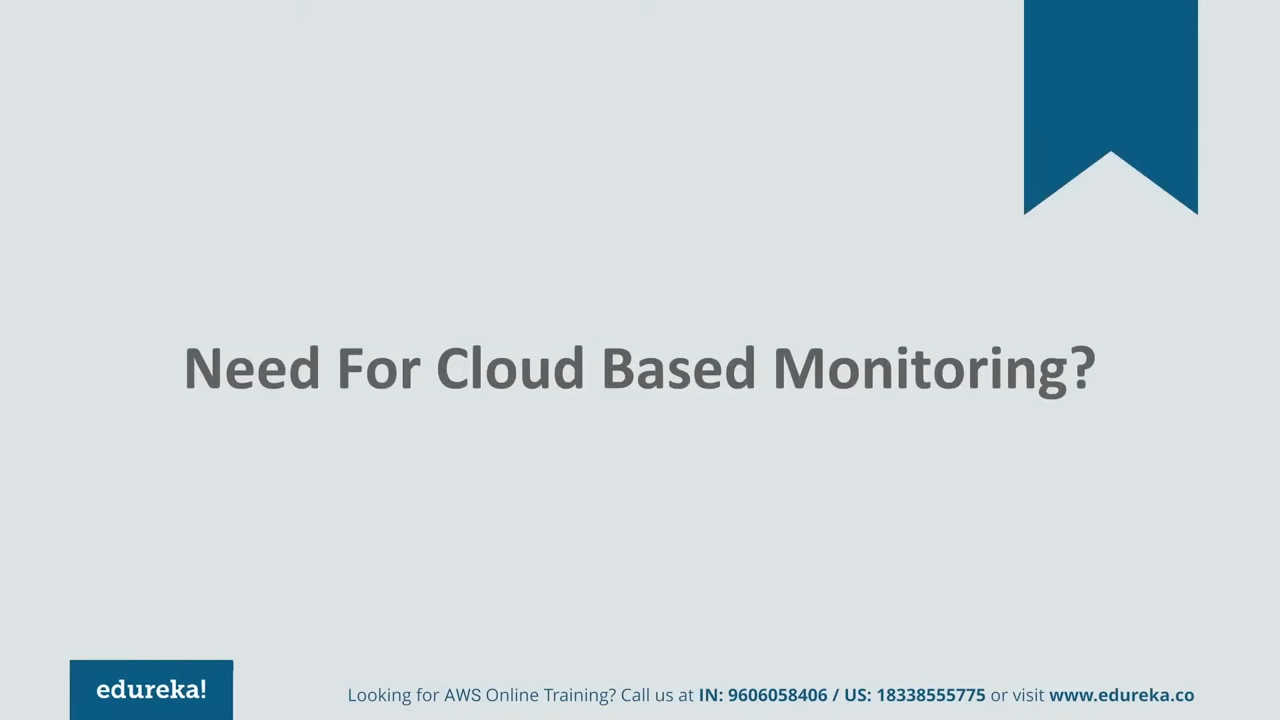 Need For Cloud Based Monitoring?
edureka!
Looking for AWS Online Training? Call us at IN: 9606058406 / US: 18338555775 or visit www.edureka.co